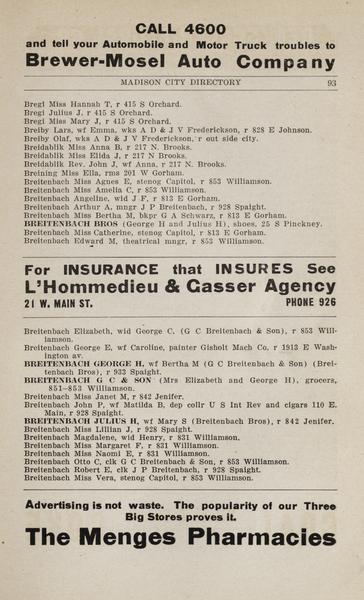 CALL 4600
and tell your Automobile and Motor Truck troubles to
Brewer-Mosel Auto Company
MADISON CITY DIRECTORY 93
Bregi Miss Hannah T, r 415 S Orchard.
Bregi Julius J, r 415 S Orchard.
Bregi Miss Mary J, r 415 S Orchard.
Breiby Lars, wf Emma, wks A D & J V Frederickson, r 828 E Johnson.
Breiby Olaf, wks A D & J V Frederickson, r out side city.
Breidablik Miss Anna B, r 217 N. Brooks.
Breidablik Miss Elida J, r 217 N Brooks.
Breidablik Rev. John J, wf Anna, r 217 N. Brooks.
Breining Miss Ella, rms 201 W Gorham.
Breitenbach Miss Agnes E, stenog Capitol, r 853 Williamson.
Breitenbach Miss Amelia C, r 853 Williamson.
Breitenbach Angeline, wid J F, r 813 E Gorham.
Breitenbach Arthur A, mngr J P Breitenbach, r 928 Spaight.
Breitenbach Miss Bertha M, bkpr G A Schwarz, r 813 E Gorham.
BREITENBACH BROS (George H and Julius H), shoes, 25 S Pinckney.
Breitenbach Miss Catherine, stenog Capitol, r 813 E Gorham.
Breitenbach Edward M, theatrical mngr, r 853 Williamson.
For INSURANCE that INSURES See
L'Hommedieu & Gasser Agency
21 W. MAIN ST. PHONE 926
Breitenbach Elizabeth, wid George C. (G C Breitenbach & Son), r 853 Will-
iamson.
Breitenbach George E, wf Caroline, painter Gisholt Mach Co, r 1913 E Wash-
ington av.
BREITENBACH GEORGE H, wf Bertha M (G C Breitenbach & Son) (Brei-
tenbach Bros), r 933 Spaight.
BREITENBACH G C & SON (Mrs Elizabeth and George H), grocers,
851-853 Williamson.
Breitenbach Miss Janet M, r 842 Jenifer.
Breitenbach John P, wf Matilda B, dep collr U S Int Rev and cigars 110 E.
Main, r 928 Spaight.
BREITENBACH JULIUS H, wf Mary S (Breitenbach Bros), r 842 Jenifer.
Breitenbach Miss Lillian J, r 928 Spaight.
Breitenbach Magdalene, wid Henry, r 831 Williamson.
Breitenbach Miss Margaret F, r 831 Williamson.
Breitenbach Miss Naomi E, r 831 Williamson.
Breitenbach Otto C, clk G C Breitenbach & Son, r 853 Williamson.
Breitenbach Robert E, clk J P Breitenbach, r 928 Spaight.
Breitenbach Miss Vera, stenog Capitol, r 853 Williamson.
Advertising is not waste. The popularity of our Three
Big Stores proves it.
The Menges Pharmacies